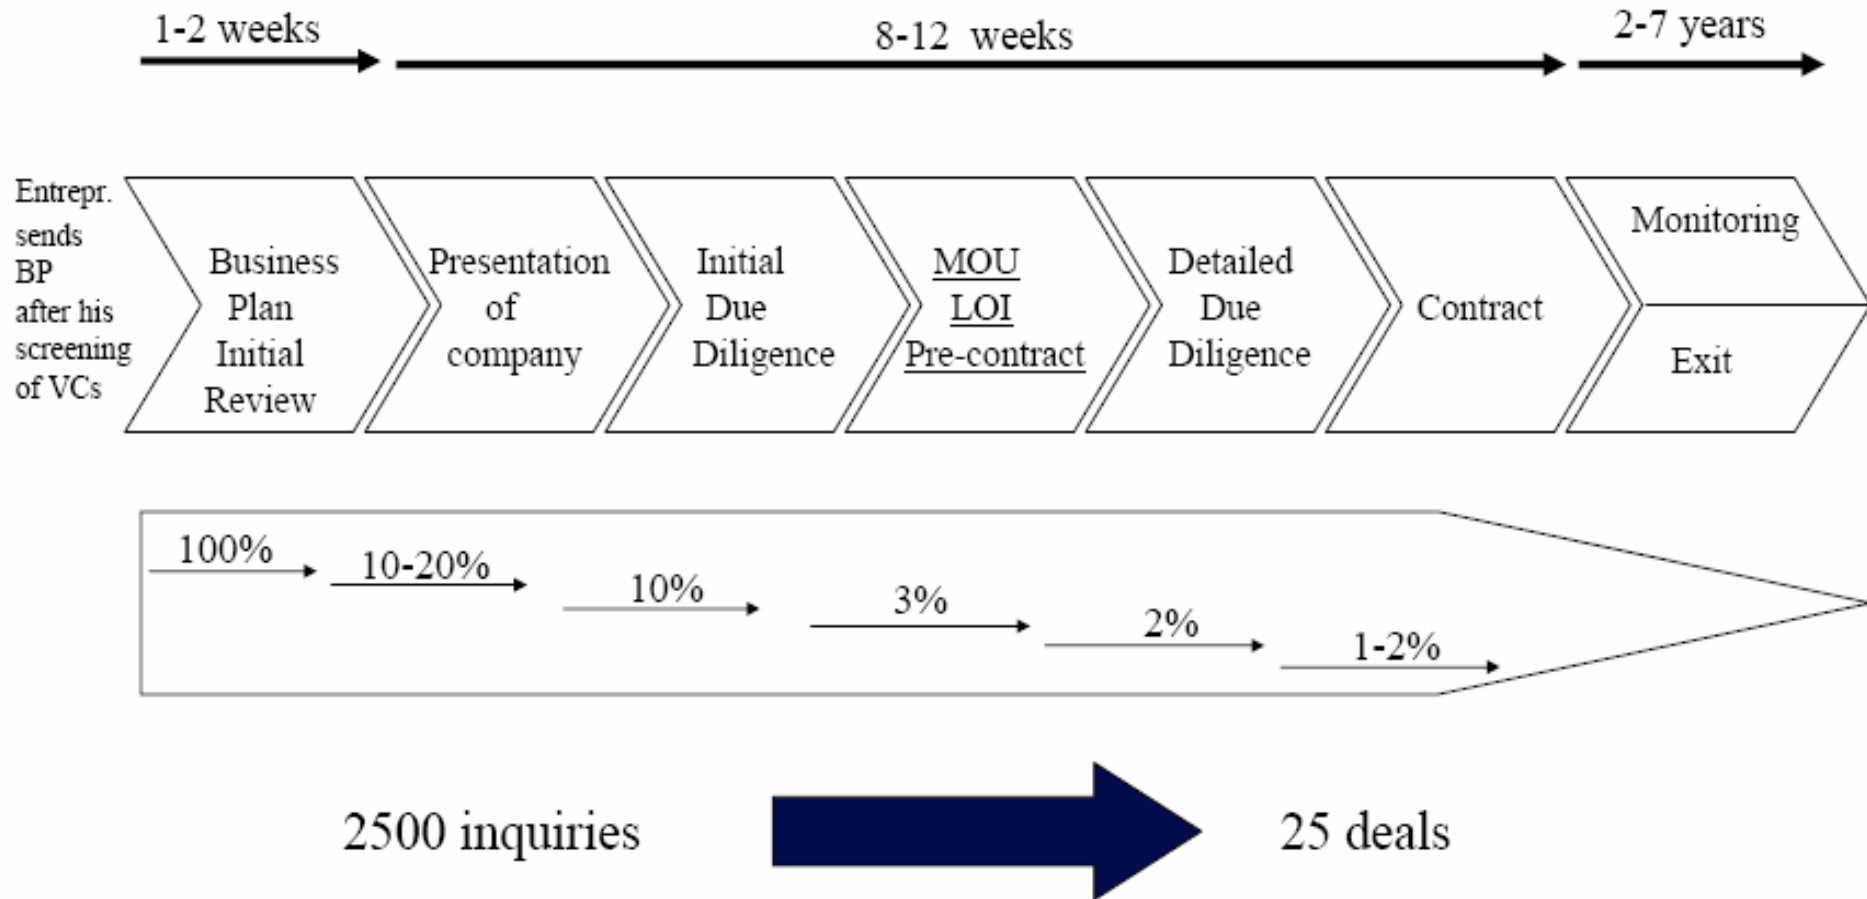 1-2 weeks
8-12 weeks
2-7 years
Entrepr.
sends
BP
after his
screening
of VCs
Business
Plan
Initial
Review
Presentation
of
company
Initial
Due
Diligence
MOU
LOI
Pre-contract
Detailed
Due
Diligence
Contract
Monitoring
Exit
100%
10-20%
10%
3%
2%
1-2%
2500 inquiries
25 deals